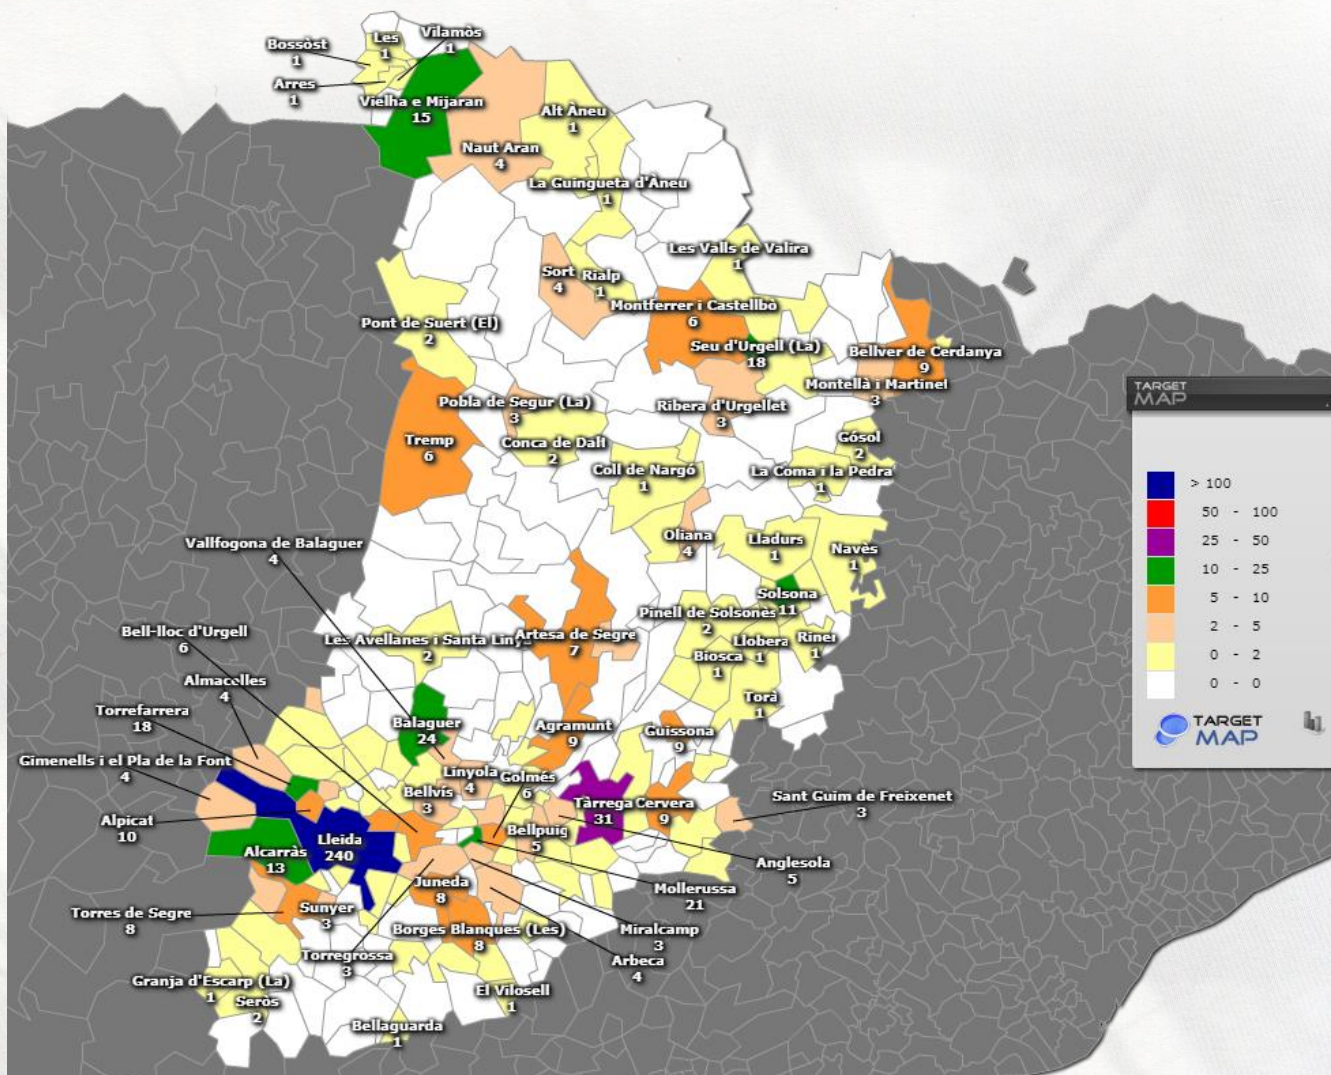 Les
1
Vilamòs
1
Bossòst
1
Arres
1
Vielha e Mijaran
15
Alt Àneu
1
Naut Aran
4
La Guingueta d'Àneu
1
Les Valls de Valira
1
Sort
4
Rialp
1
Montferrer i Castellbò
6
Pont de Suert (El)
2
Seu d'Urgell (La)
18
Bellver de Cerdanya
9
Montellà i Martinet
3
Pobla de Segur (La)
3
Ribera d'Urgellet
3
Tremp
6
Conca de Dalt
2
Gósol
2
Coll de Nargó
1
La Coma i la Pedra
1
Vallfogona de Balaguer
4
Oliana
4
Lladurs
1
Navès
1
Solsona
11
Pinell de Solsonès
2
Bell-lloc d'Urgell
6
Les Avellanes i Santa Linya
2
Artesa de Segre
7
Llobera
1
Riner
1
Biosca
1
Almacelles
4
Torà
1
Torrefarrera
18
Balaguer
24
Agramunt
9
Guissona
9
Gimenells i el Pla de la Font
4
Linyola
4
Golmés
6
Bellvís
3
Tàrrega
31
Cervera
9
Sant Guim de Freixenet
3
Alpicat
10
Lleida
240
Bellpuig
5
Alcarràs
13
Anglesola
5
Juneda
8
Mollerussa
21
Torres de Segre
8
Sunyer
3
Borges Blanques (Les)
8
Miralcamp
3
Torregrossa
3
Arbeca
4
Granja d'Escarp (La)
1
Seròs
2
El Vilosell
1
Bellaguarda
1
TARGET
MAP
> 100
50 - 100
25 - 50
10 - 25
5 - 10
2 - 5
0 - 2
0 - 0
TARGET
MAP